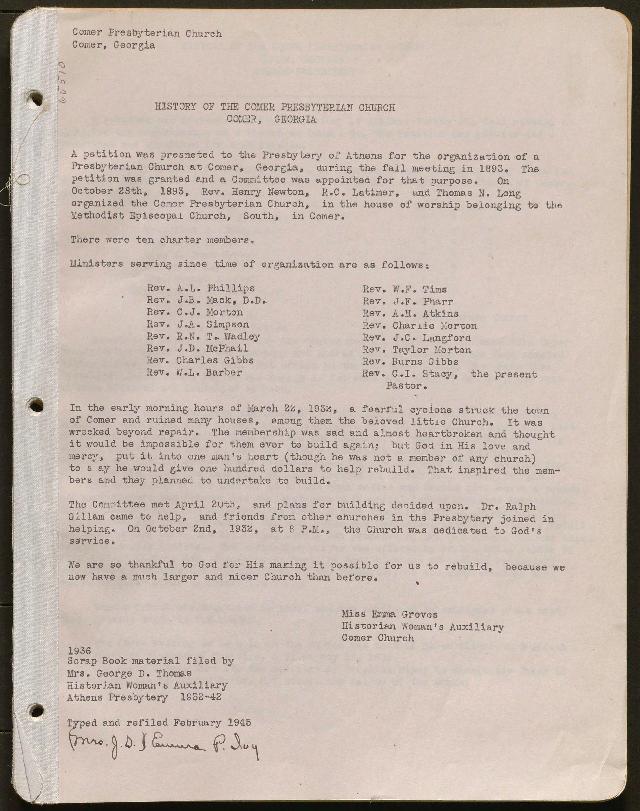 Comer Presbyterian Church
Comer, Georgia
HISTORY OF THE COMER PRESBYTERIAN CHURCH
COMER, GEORGIA
A petition was presneted to the Presbytery of Athens for the organization of a
Presbyterian Church at Comer, Georgia, during the fall meeting in 1893. The
petition was granted and a Committee was appointed for that purpose. On
October 28th, 1893, Rev. Henry Newton, R.C. Latimer, and Thomas N. Long
organized the Comer Presbyterian Church, in the house of worship belonging to the
Methodist Episcopal Church, South, in Comer.
There were ten charter members.
Ministers serving since time of organization are as follows:
Rev. A.L. Phillips
Rev. J.B. Mack, D.D.
Rev. C.J. Morton
Rev. J.A. Simpson
Rev. R.N. T. Wadley
Rev. J.D. McPhail
Rev. Charles Gibbs
Rev. W.L. Barber
Rev. W.F. Tims
Rev. J.F. Pharr
Rev. A.H. Atkins
Rev. Charlie Morton
Rev. J.C. Langford
Rev. Taylor Morton
Rev. Burns Gibbs
Rev. C.I. Stacy, the present
Pastor.
In the early morning hours of March 22, 1932, a fearful cyclone struck the town
of Comer and ruined many houses, among them the beloved little Church. It was
wrecked beyond repair. The membership was sad and almost heartbroken and thought
it would be impossible for them ever to build again; but God in His love and
mercy, put it into one man's heart (though he was not a member of any church)
to s ay he would give one hundred dollars to help rebuild. That inspired the mem-
bers and they planned to undertake to build.
The Committee met April 20th, and plans for building decided upon. Dr. Ralph
Gillam came to help, and friends from other churches in the Presbytery joined in
helping. On October 2nd, 1932, at 8 P.M., the Church was dedicated to God's
service.
We are so thankful to God for His making it possible for us to rebuild, because we
now have a much larger and nicer Church than before.
Miss Emma Groves
Historian Woman's Auxiliary
Comer Church
1936
Scrap Book material filed by
Mrs. George D. Thomas
Historian Woman's Auxiliary
Athens Presbytery 1932-42
Typed and refiled February 1945
Mrs. J. D. Emma P. Ivy